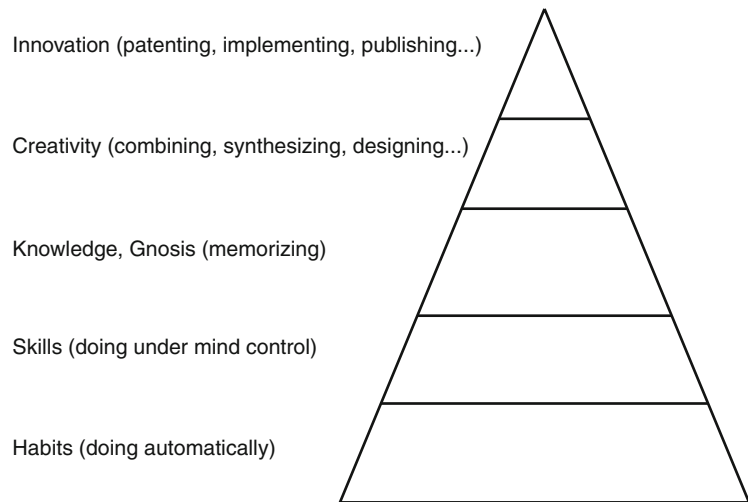 Innovation (patenting, implementing, publishing...)
Creativity (combining, synthesizing, designing...)
Knowledge, Gnosis (memorizing)
Skills (doing under mind control)
Habits (doing automatically)